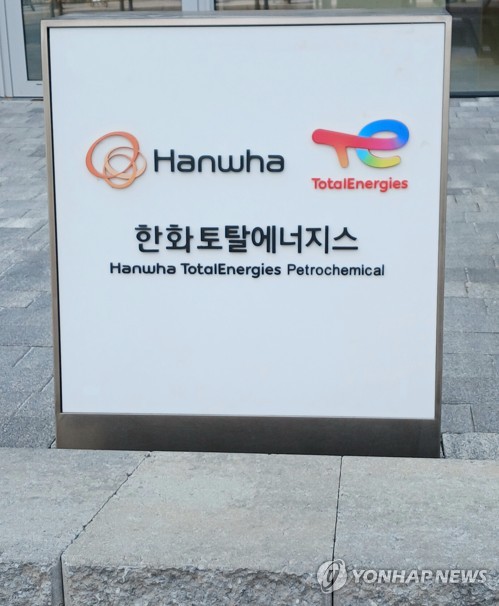 Hanwha
TotalEnergies
한화토탈에너지스
Hanwha TotalEnergies Petrochemical
YONHAPNEWS